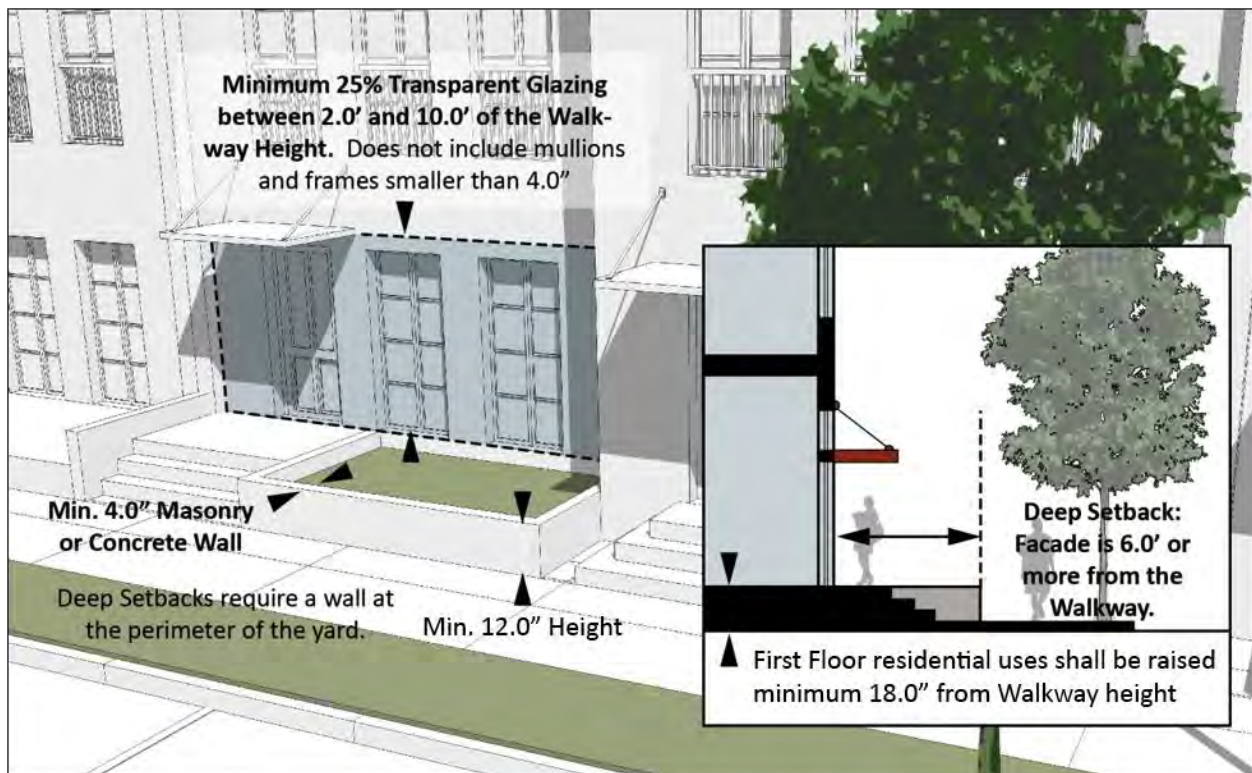 Minimum 25% Transparent Glazing
between 2.0’ and 10.0’ of the Walk-
way Height.  Does not include mullions
and frames smaller than 4.0”
Min. 4.0” Masonry
or Concrete Wall
Deep Setbacks require a wall at
the perimeter of the yard.
Min. 12.0” Height
Deep Setback:
Facade is 6.0’ or
more from the
Walkway.
First Floor residential uses shall be raised
minimum 18.0” from Walkway height